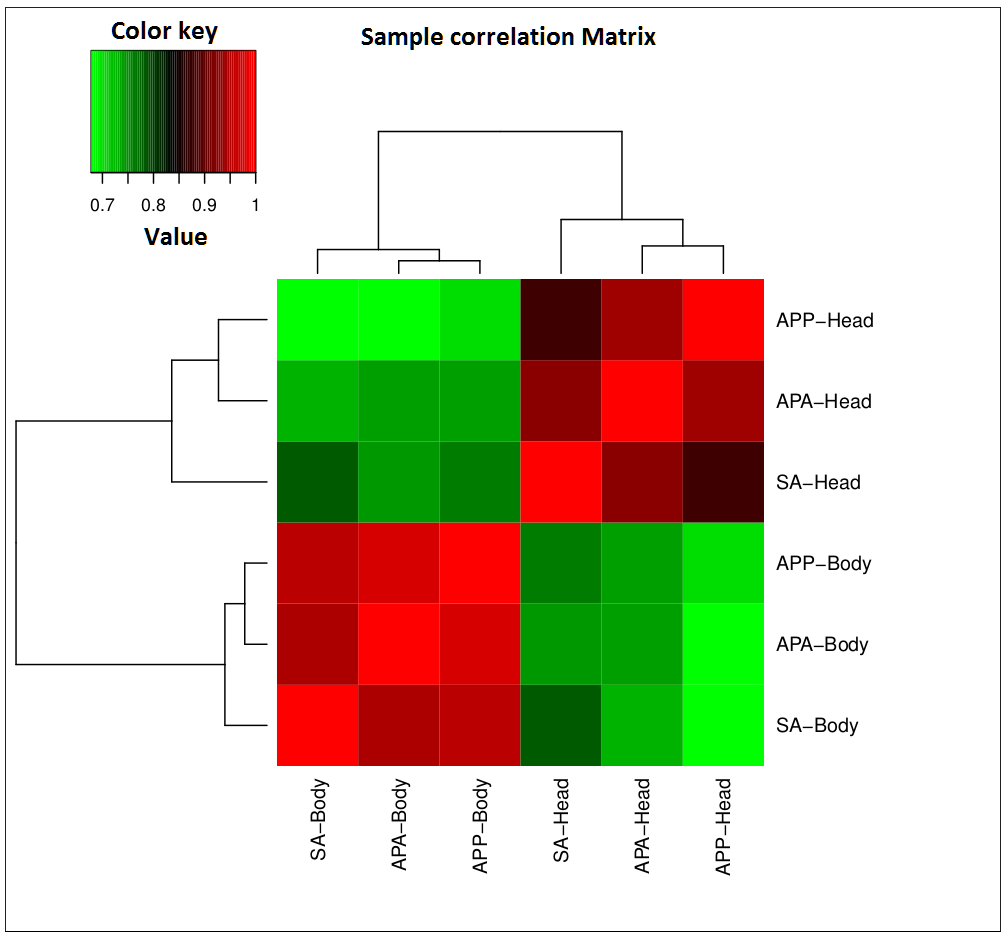 Color key
Sample correlation Matrix
0.7 0.8 0.9 1
Value
APP−Head
APA−Head
SA−Head
APP−Body
APA−Body
SA−Body
SA−Body
APA−Body
APP−Body
SA−Head
APA−Head
APP−Head